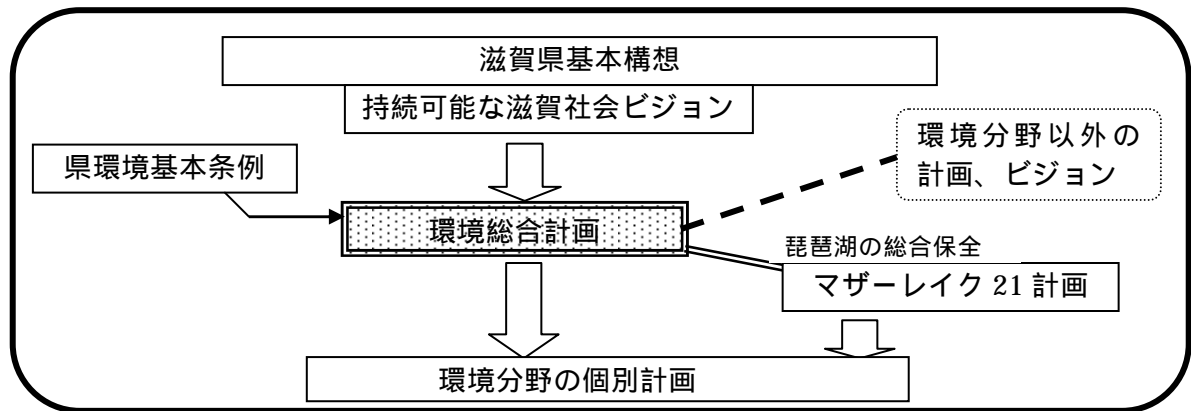 滋賀県基本構想
持続可能な滋賀社会ビジョン
環境分野以外の
計画、ビジョン
県環境基本条例
環境総合計画
琵琶湖の総合保全
マザーレイク 21 計画
環境分野の個別計画